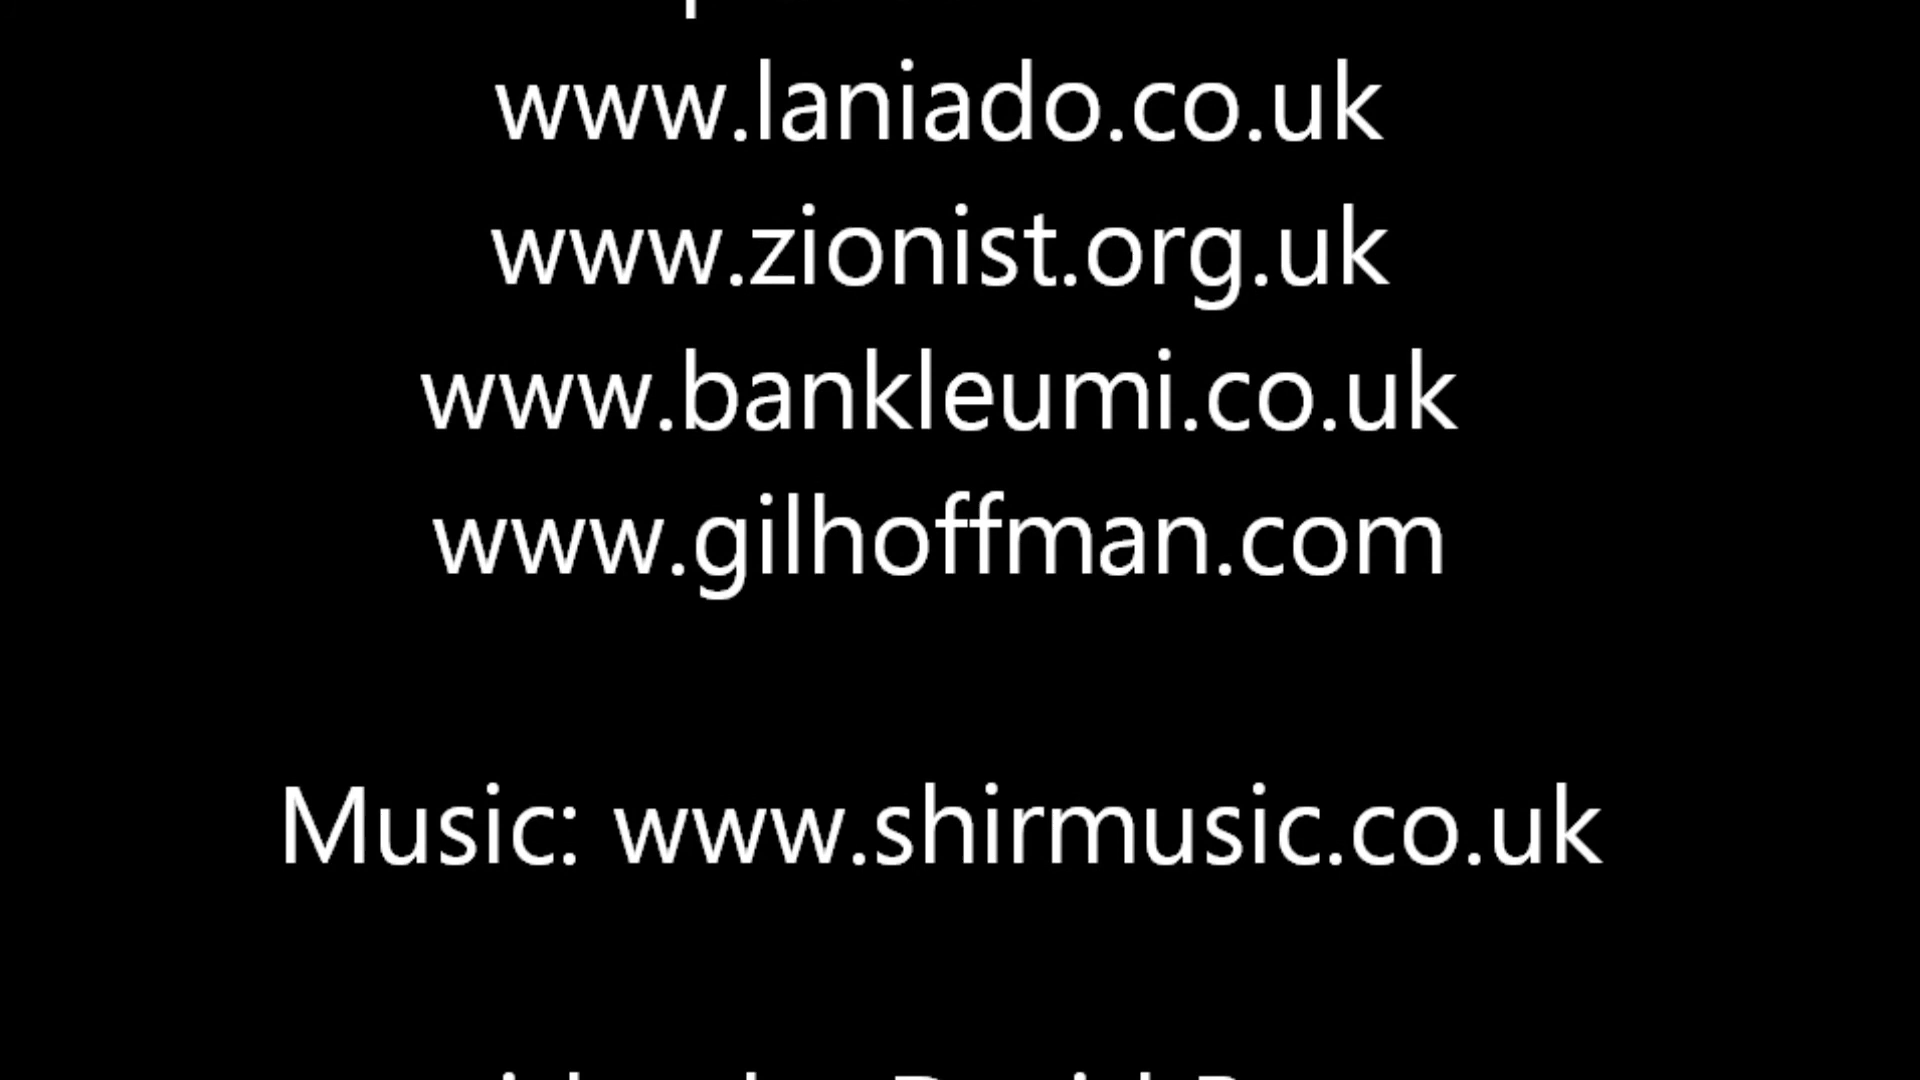 www.laniado.co.uk
www.zionist.org.uk
www.bankleumi.co.uk
www.gilhoffman.com
Music: www.shirmusic.co.uk